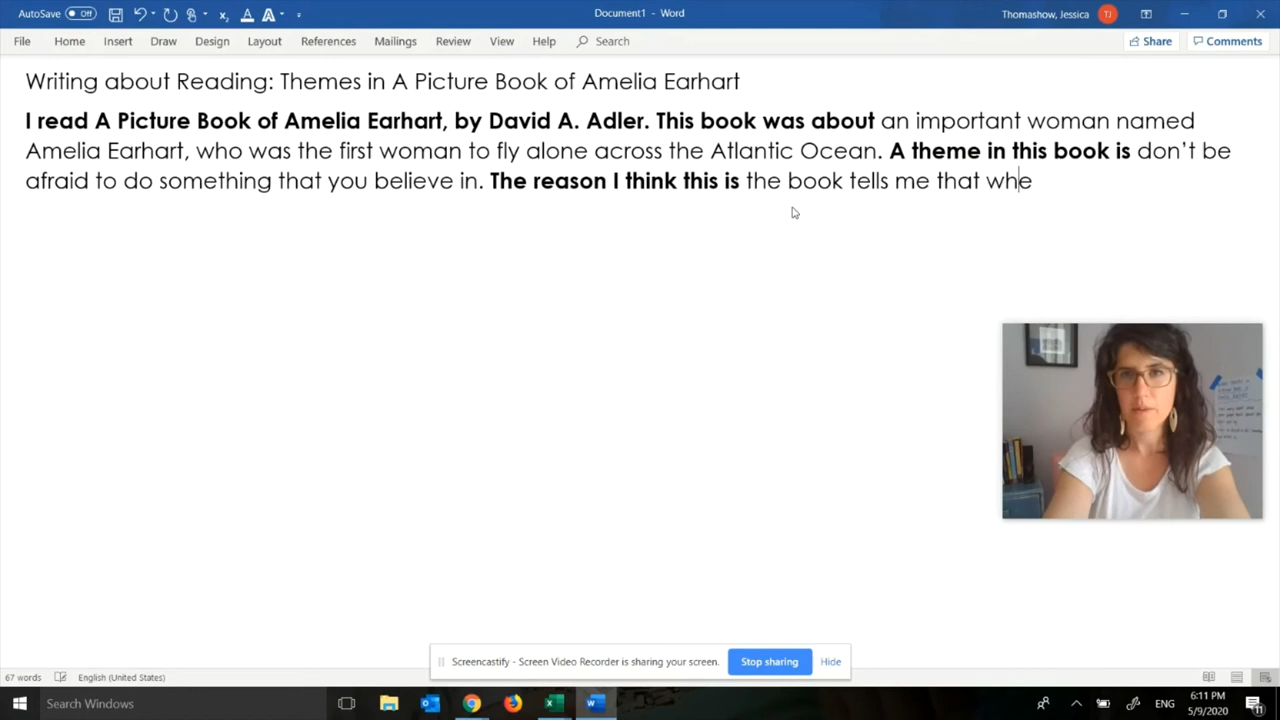 AutoSave Off Document1 - Word Thomashow, Jessica TJ
File Home Insert Draw Design Layout References Mailings Review View Help Search Share Comments
Writing about Reading: Themes in A Picture Book of Amelia Earhart
I read A Picture Book of Amelia Earhart, by David A. Adler. This book was about an important woman named
Amelia Earhart, who was the first woman to fly alone across the Atlantic Ocean. A theme in this book is don’t be
afraid to do something that you believe in. The reason I think this is the book tells me that whe
Screencastify - Screen Video Recorder is sharing your screen. Stop sharing Hide
67 words English (United States)
Search Windows ENG 6:11 PM
5/9/2020 11